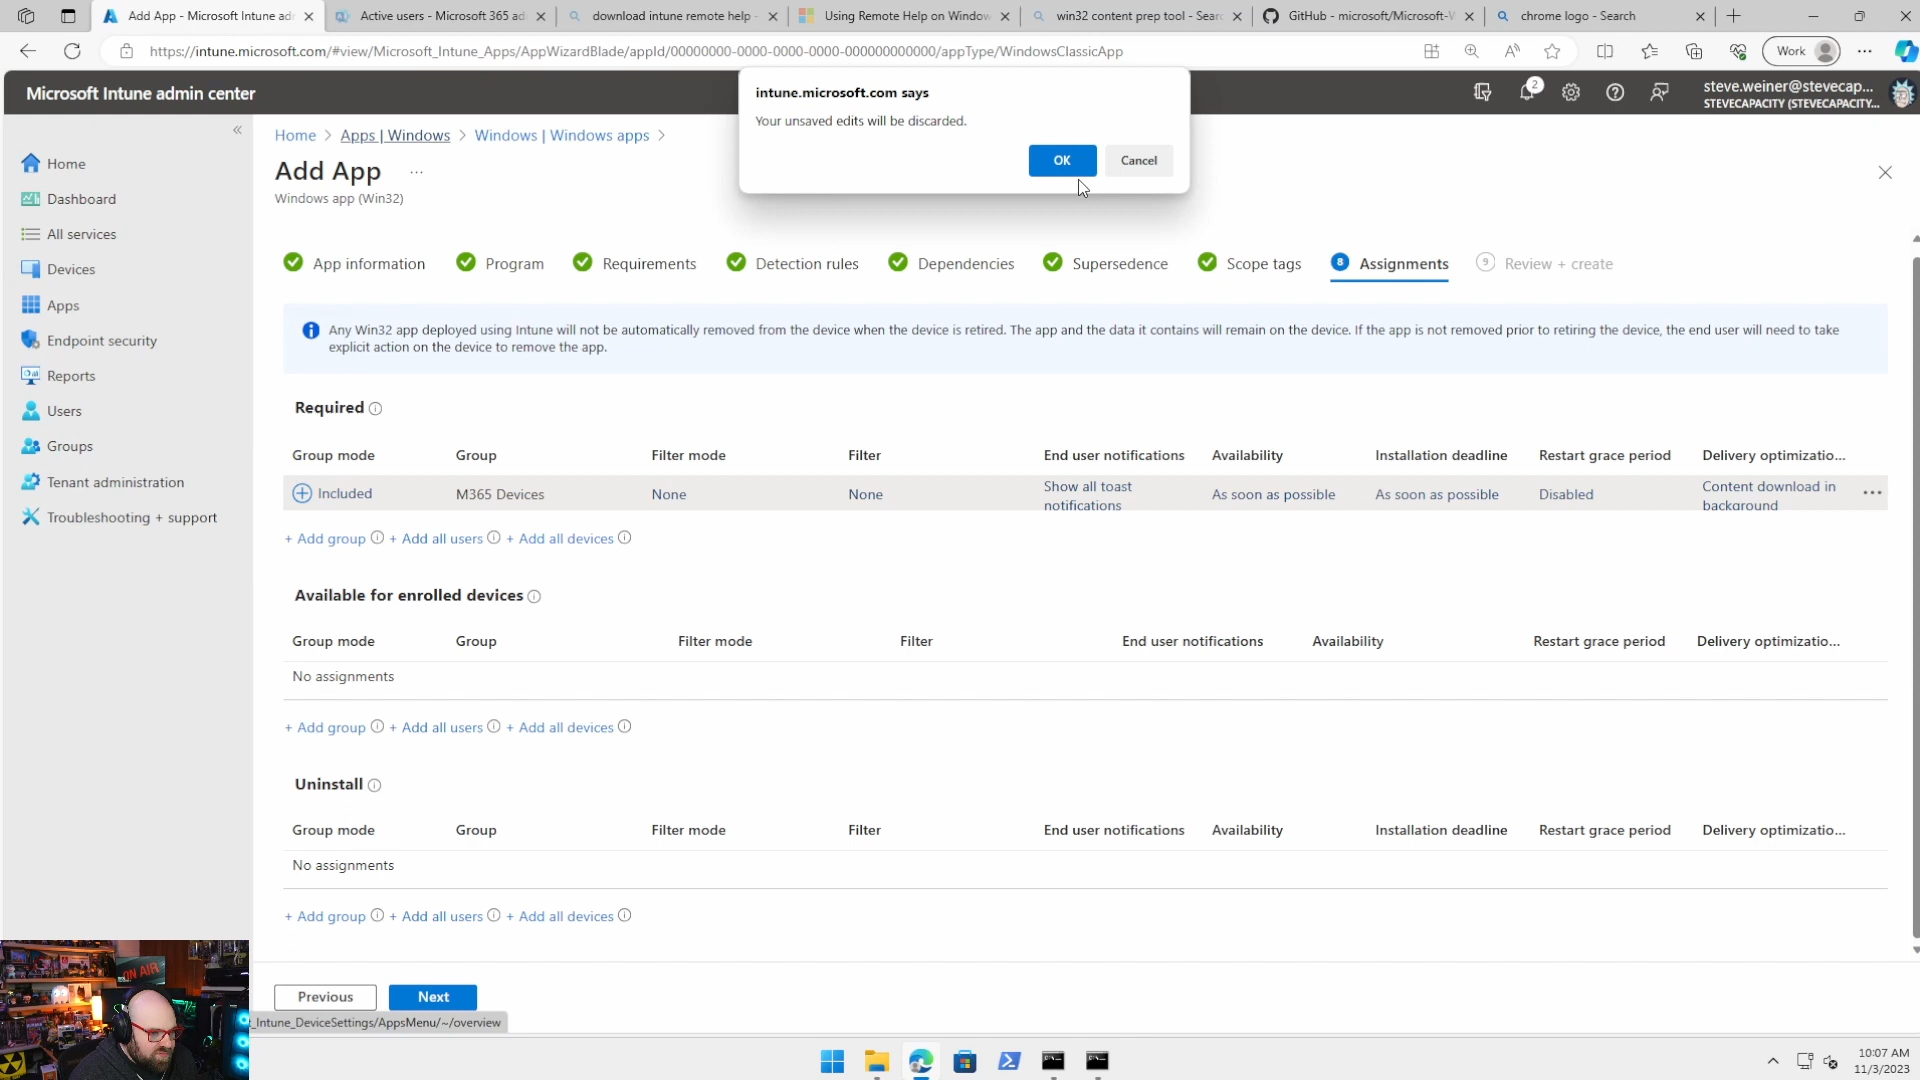 Add App - Microsoft Intune ad
Active users - Microsoft 365 ad
download intune remote help -
Using Remote Help on Window
win32 content prep tool - Sear
GitHub - microsoft/Microsoft-W
chrome logo - Search
https://intune.microsoft.com/#view/Microsoft_Intune_Apps/AppWizardBlade/appId/00000000-0000-0000-0000-000000000000/appType/WindowsClassicApp
Work
Microsoft Intune admin center
2
steve.weiner@stevecap...
STEVECAPACITY (STEVECAPACITY...
intune.microsoft.com says
Your unsaved edits will be discarded.
OK
Cancel
Home
Dashboard
All services
Devices
Apps
Endpoint security
Reports
Users
Groups
Tenant administration
Troubleshooting + support
Home > Apps | Windows > Windows | Windows apps >
Add App ...
Windows app (Win32)
App information
Program
Requirements
Detection rules
Dependencies
Supersedence
Scope tags
8 Assignments
9 Review + create
Any Win32 app deployed using Intune will not be automatically removed from the device when the device is retired. The app and the data it contains will remain on the device. If the app is not removed prior to retiring the device, the end user will need to take
explicit action on the device to remove the app.
Required
Group mode Group Filter mode Filter End user notifications Availability Installation deadline Restart grace period Delivery optimizatio...
Included M365 Devices None None Show all toast notifications As soon as possible As soon as possible Disabled Content download in background ...
+ Add group + Add all users + Add all devices
Available for enrolled devices
Group mode Group Filter mode Filter End user notifications Availability Restart grace period Delivery optimizatio...
No assignments
+ Add group + Add all users + Add all devices
Uninstall
Group mode Group Filter mode Filter End user notifications Availability Installation deadline Restart grace period Delivery optimizatio...
No assignments
+ Add group + Add all users + Add all devices
Previous
Next
_Intune_DeviceSettings/AppsMenu/~/overview
ON AIR
10:07 AM
11/3/2023